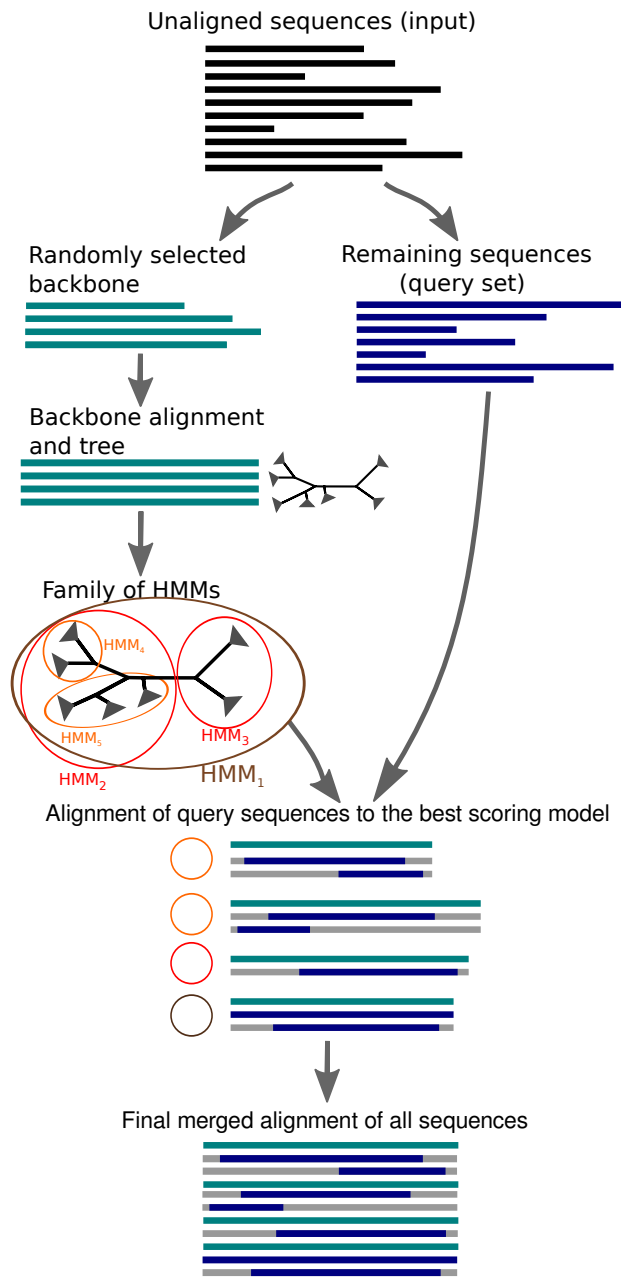 Unaligned sequences (input)
Randomly selected
backbone
Remaining sequences
(query set)
Backbone alignment
and tree
Family of HMMs
HMM₄
HMM₅
HMM₃
HMM₂
HMM₁
Alignment of query sequences to the best scoring model
Final merged alignment of all sequences